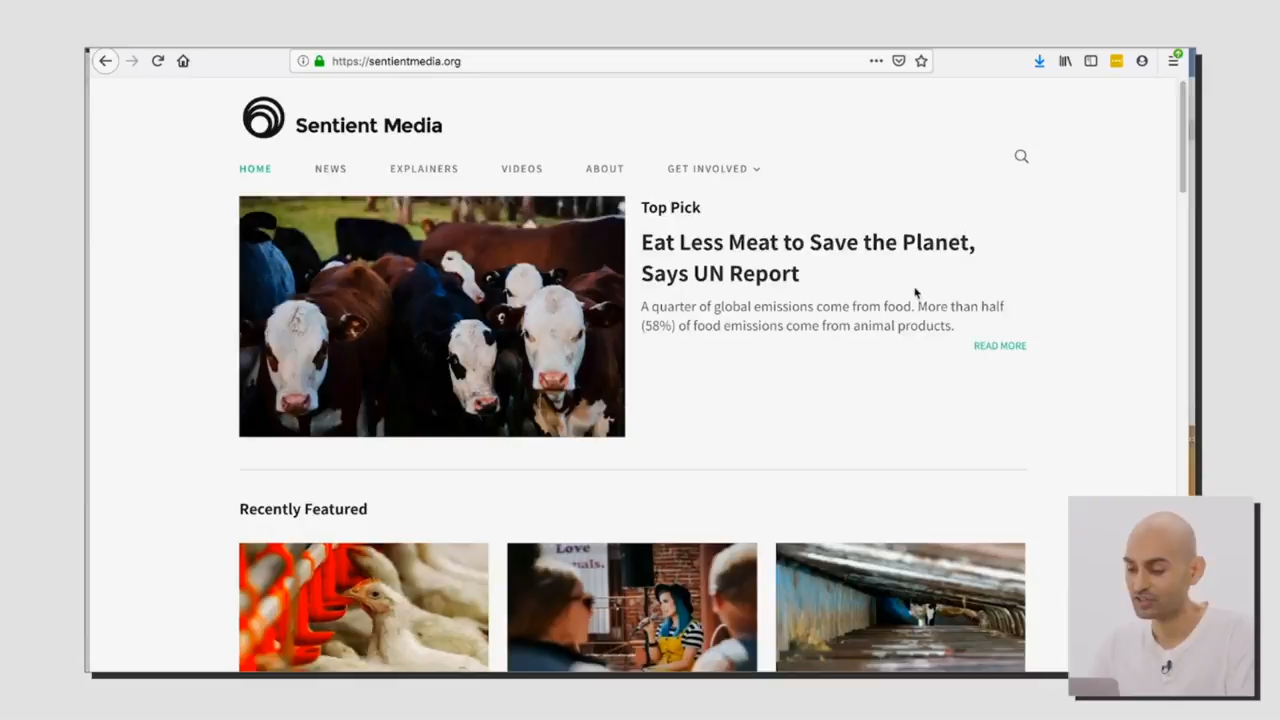 https://sentientmedia.org
Sentient Media
HOME NEWS EXPLAINERS VIDEOS ABOUT GET INVOLVED
Top Pick
Eat Less Meat to Save the Planet,
Says UN Report
A quarter of global emissions come from food. More than half
(58%) of food emissions come from animal products.
READ MORE
Recently Featured
Love